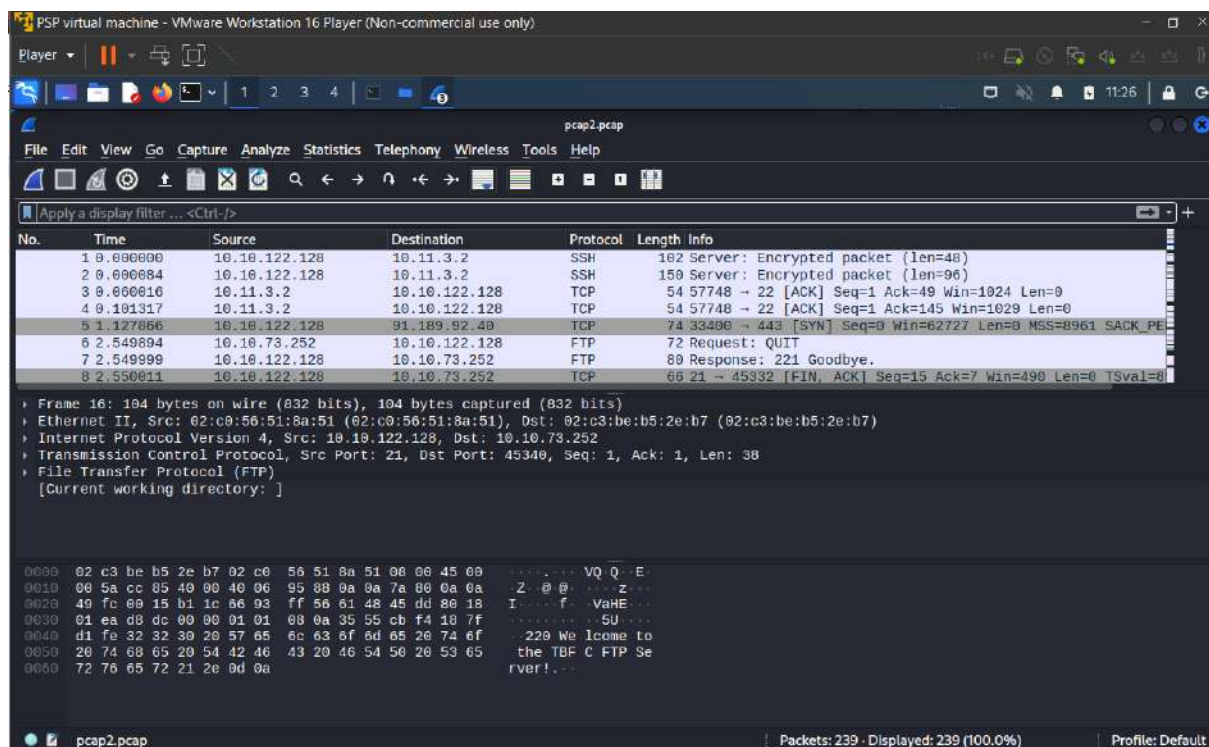 PSP virtual machine - VMware Workstation 16 Player (Non-commercial use only)
Player
1 2 3 4 11:26
pcap2.pcap
File Edit View Go Capture Analyze Statistics Telephony Wireless Tools Help
Apply a display filter ... <Ctrl-/>
No. Time Source Destination Protocol Length Info
1 0.000000 10.10.122.128 10.11.3.2 SSH 102 Server: Encrypted packet (len=48)
2 0.000084 10.10.122.128 10.11.3.2 SSH 150 Server: Encrypted packet (len=96)
3 0.060016 10.11.3.2 10.10.122.128 TCP 54 57748 → 22 [ACK] Seq=1 Ack=49 Win=1024 Len=0
4 0.101317 10.11.3.2 10.10.122.128 TCP 54 57748 → 22 [ACK] Seq=1 Ack=145 Win=1029 Len=0
5 1.127866 10.10.122.128 91.189.92.40 TCP 74 33400 → 443 [SYN] Seq=0 Win=62727 Len=0 MSS=8961 SACK_PE
6 2.549894 10.10.73.252 10.10.122.128 FTP 72 Request: QUIT
7 2.549999 10.10.122.128 10.10.73.252 FTP 80 Response: 221 Goodbye.
8 2.550011 10.10.122.128 10.10.73.252 TCP 66 21 → 45332 [FIN, ACK] Seq=15 Ack=7 Win=490 Len=0 TSval=8
Frame 16: 104 bytes on wire (832 bits), 104 bytes captured (832 bits)
Ethernet II, Src: 02:c0:56:51:8a:51 (02:c0:56:51:8a:51), Dst: 02:c3:be:b5:2e:b7 (02:c3:be:b5:2e:b7)
Internet Protocol Version 4, Src: 10.10.122.128, Dst: 10.10.73.252
Transmission Control Protocol, Src Port: 21, Dst Port: 45340, Seq: 1, Ack: 1, Len: 38
File Transfer Protocol (FTP)
[Current working directory: ]
0000 02 c3 be b5 2e b7 02 c0 56 51 8a 51 08 00 45 00 ........ VQ·Q··E·
0010 00 5a cc 85 40 00 40 06 95 88 0a 0a 7a 80 0a 0a ·Z··@·@· ····z···
0020 49 fc 00 15 b1 1c 66 93 ff 56 61 48 45 dd 80 18 I·····f· ·VaHE···
0030 01 ea d8 dc 00 00 01 01 08 0a 35 55 cb f4 18 7f ········ ··5U····
0040 d1 fe 32 32 30 20 57 65 6c 63 6f 6d 65 20 74 6f ··220 We lcome to
0050 20 74 68 65 20 54 42 46 43 20 46 54 50 20 53 65 the TBF C FTP Se
0060 72 76 65 72 21 2e 0d 0a rver!.··
pcap2.pcap Packets: 239 · Displayed: 239 (100.0%) Profile: Default